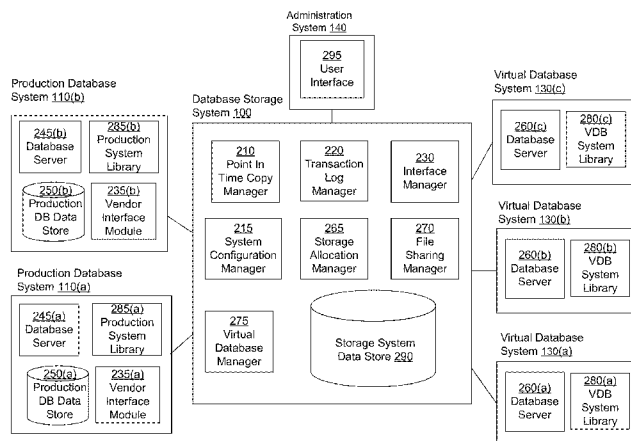 Administration
System 140
295
User
Interface
Production Database
System 110(b)
245(b)
Database
Server
285(b)
Production
System
Library
250(b)
Production
DB Data
Store
235(b)
Vendor
Interface
Module
Production Database
System 110(a)
245(a)
Database
Server
285(a)
Production
System
Library
250(a)
Production
DB Data
Store
235(a)
Vendor
Interface
Module
Database Storage
System 100
210
Point In
Time Copy
Manager
220
Transaction
Log
Manager
230
Interface
Manager
215
System
Configuration
Manager
265
Storage
Allocation
Manager
270
File
Sharing
Manager
275
Virtual
Database
Manager
Storage System
Data Store 290
Virtual Database
System 130(c)
260(c)
Database
Server
280(c)
VDB
System
Library
Virtual Database
System 130(b)
260(b)
Database
Server
280(b)
VDB
System
Library
Virtual Database
System 130(a)
260(a)
Database
Server
280(a)
VDB
System
Library